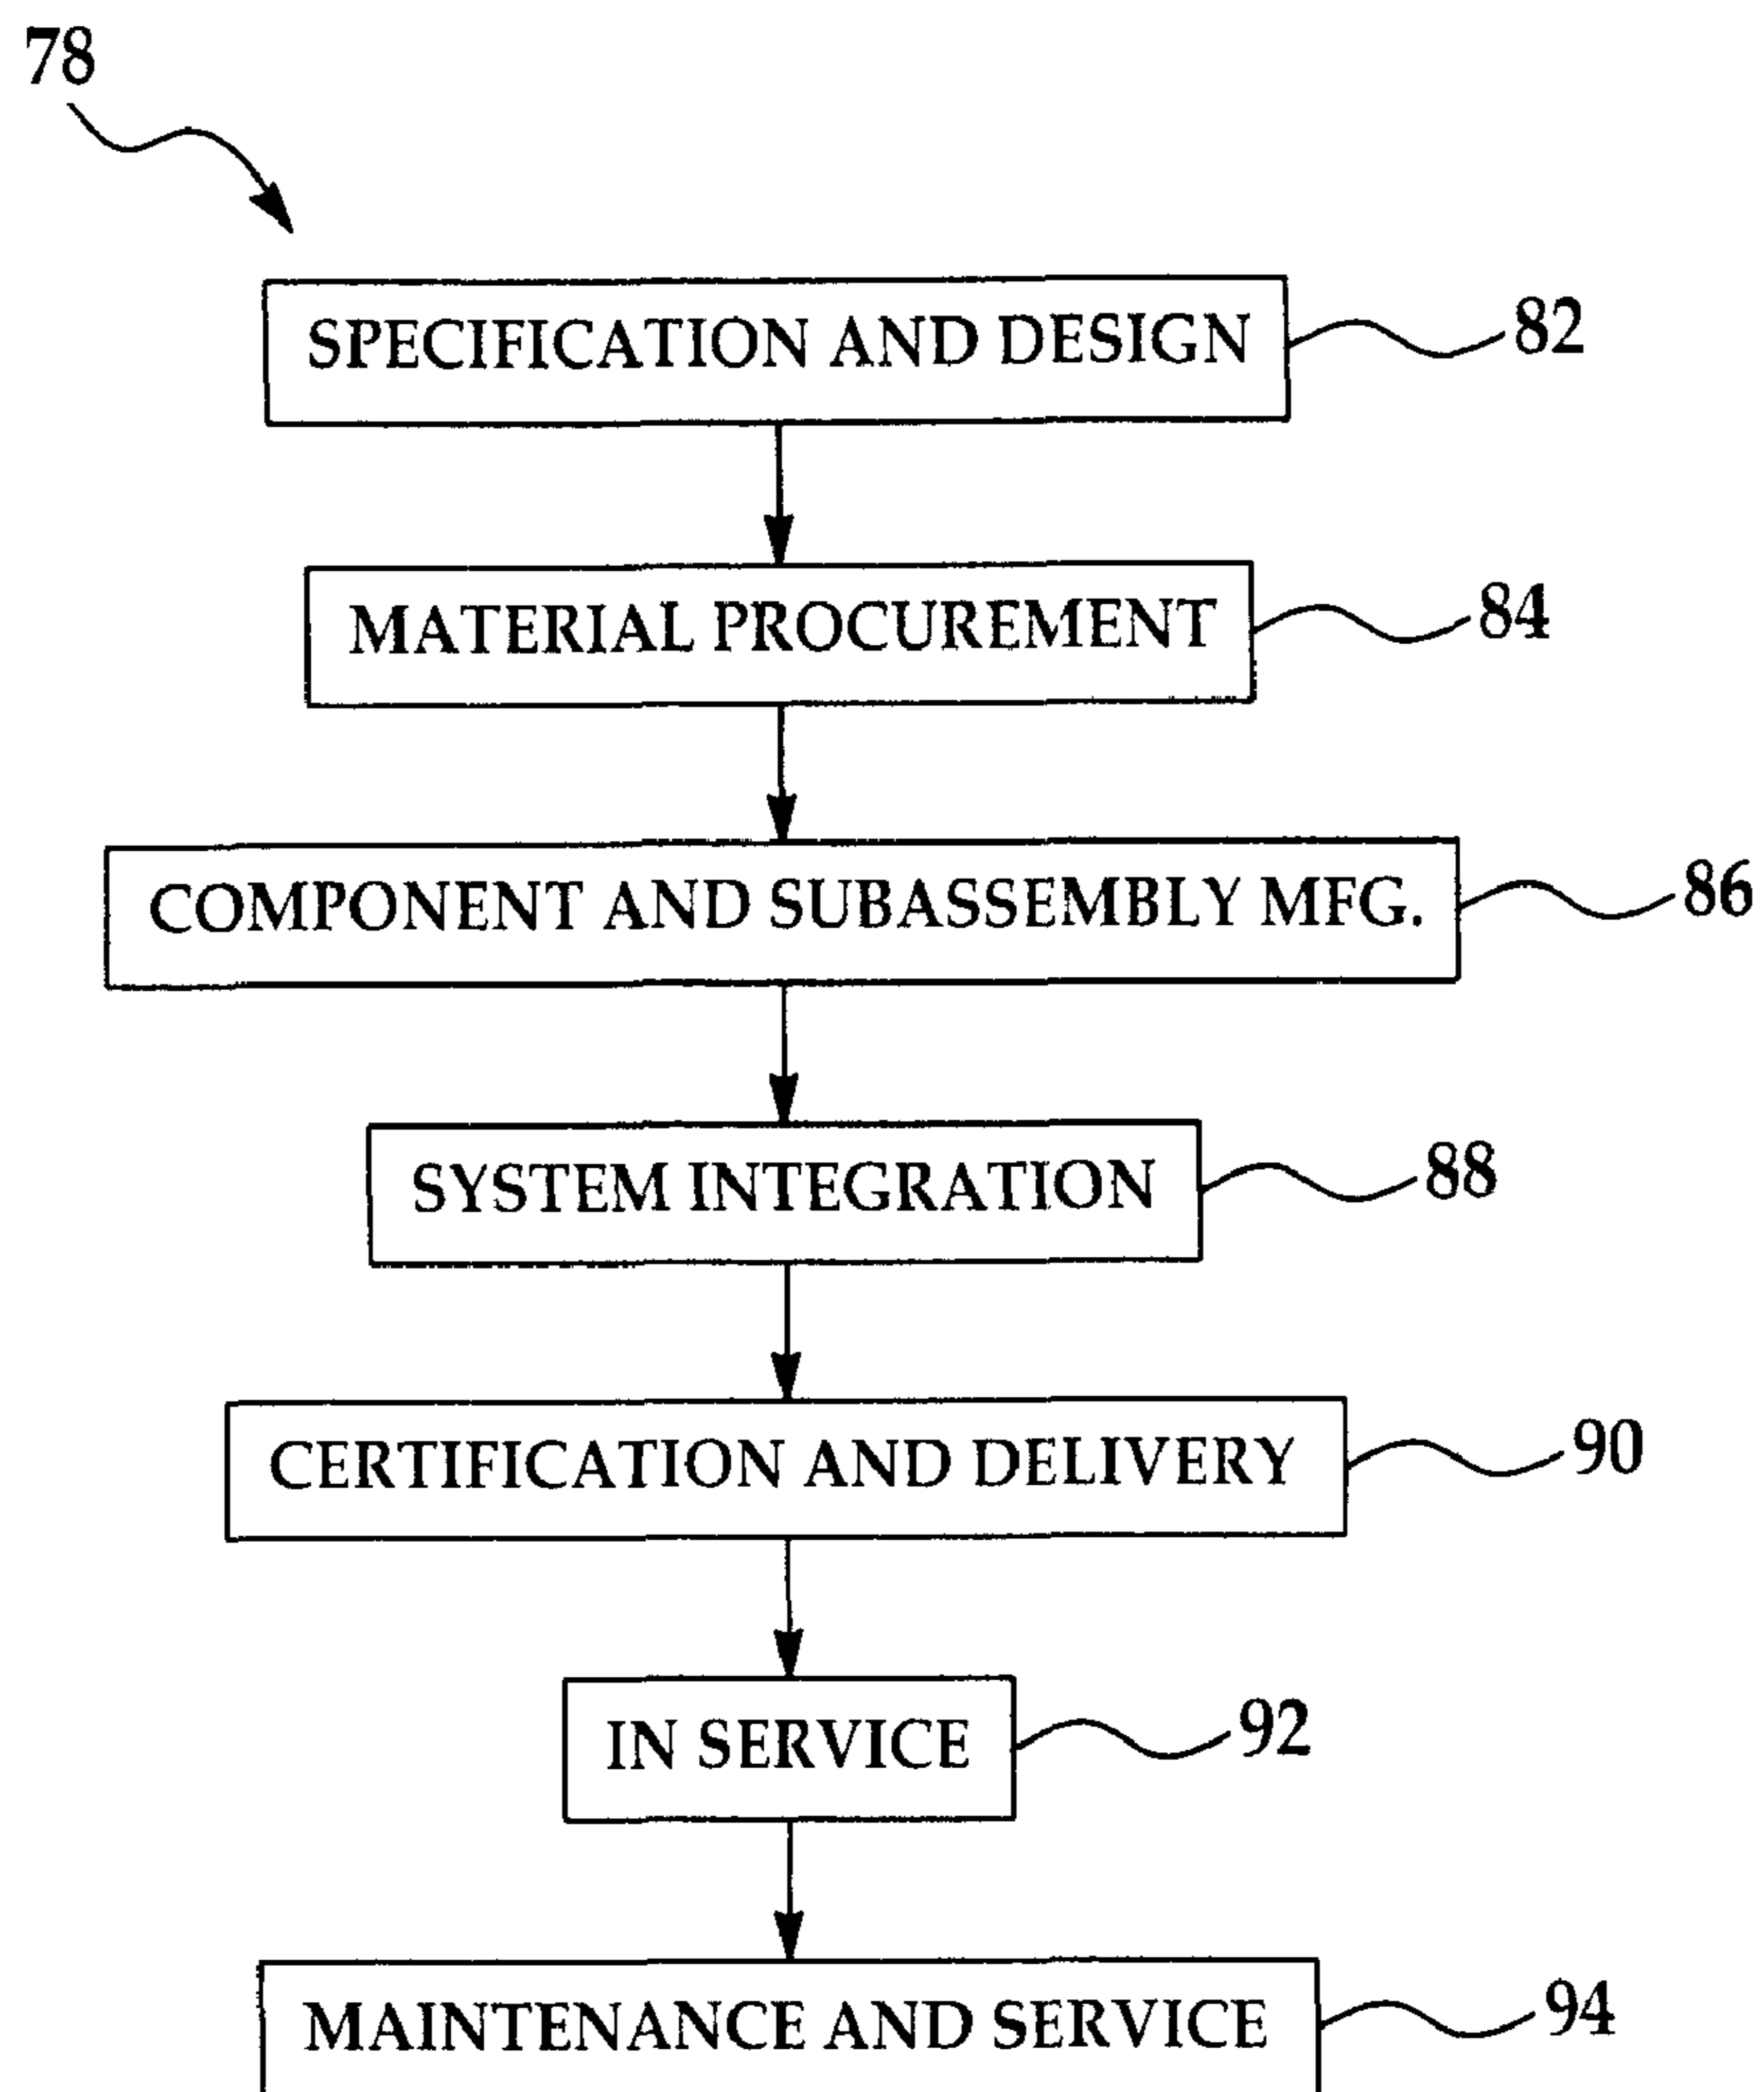 78
SPECIFICATION AND DESIGN 82
MATERIAL PROCUREMENT 84
COMPONENT AND SUBASSEMBLY MFG. 86
SYSTEM INTEGRATION 88
CERTIFICATION AND DELIVERY 90
IN SERVICE 92
MAINTENANCE AND SERVICE 94